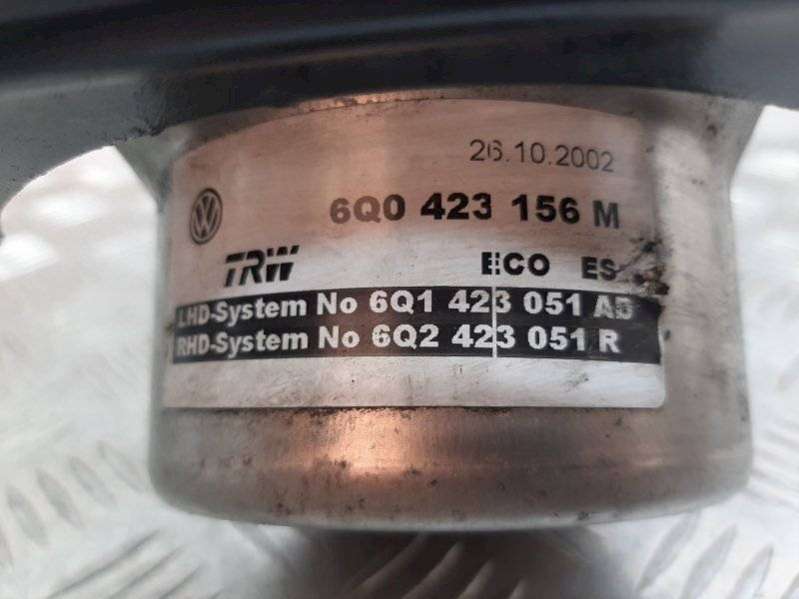 26.10.2002
6Q0 423 156 M
TRW ECO ES
LHD-System No 6Q1 423 051 AB
RHD-System No 6Q2 423 051 R